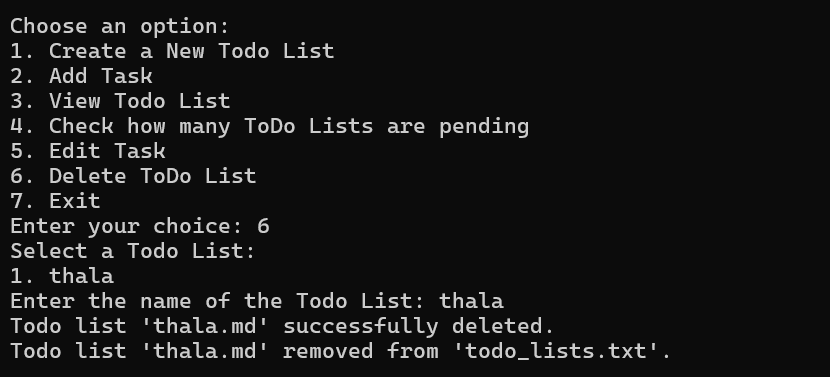 Choose an option:
1. Create a New Todo List
2. Add Task
3. View Todo List
4. Check how many ToDo Lists are pending
5. Edit Task
6. Delete ToDo List
7. Exit
Enter your choice: 6
Select a Todo List:
1. thala
Enter the name of the Todo List: thala
Todo list 'thala.md' successfully deleted.
Todo list 'thala.md' removed from 'todo_lists.txt'.